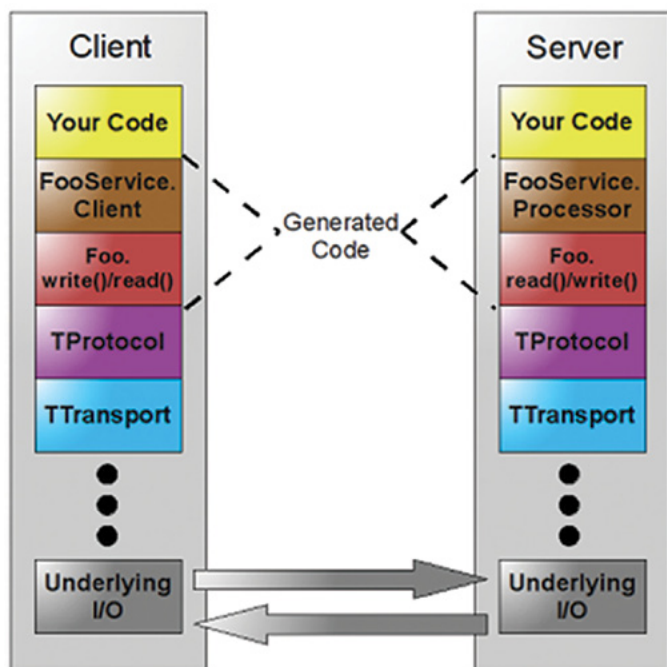 Client
Your Code
FooService.
Client
Foo.
write()/read()
TProtocol
TTransport
Underlying
I/O
Generated
Code
Server
Your Code
FooService.
Processor
Foo.
read()/write()
TProtocol
TTransport
Underlying
I/O